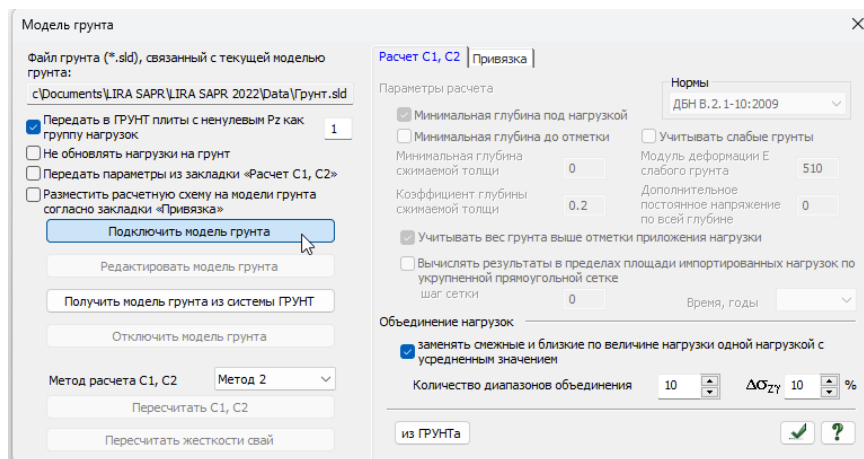 Модель грунта
Файл грунта (*.sld), связанный с текущей моделью
грунта:
c\Documents\LIRA SAPR\LIRA SAPR 2022\Data\Грунт.sld
Передать в ГРУНТ плиты с ненулевым Pz как
группу нагрузок
1
Не обновлять нагрузки на грунт
Передать параметры из закладки «Расчет C1, C2»
Разместить расчетную схему на модели грунта
согласно закладки «Привязка»
Подключить модель грунта
Редактировать модель грунта
Получить модель грунта из системы ГРУНТ
Отключить модель грунта
Метод расчета C1, C2
Метод 2
Пересчитать C1, C2
Пересчитать жесткости свай
Расчет C1, C2
Привязка
Параметры расчета
Нормы
ДБН В.2.1-10:2009
Минимальная глубина под нагрузкой
Минимальная глубина до отметки
Учитывать слабые грунты
Минимальная глубина
сжимаемой толщи
0
Модуль деформации E
слабого грунта
510
Коэффициент глубины
сжимаемой толщи
0.2
Дополнительное
постоянное напряжение
по всей глубине
0
Учитывать вес грунта выше отметки приложения нагрузки
Вычислять результаты в пределах площади импортированных нагрузок по
укрупненной прямоугольной сетке
шаг сетки
0
Время, годы
Объединение нагрузок
заменять смежные и близкие по величине нагрузки одной нагрузкой с
усредненным значением
Количество диапазонов объединения
10
Δσzγ
10
%
из ГРУНТа
?